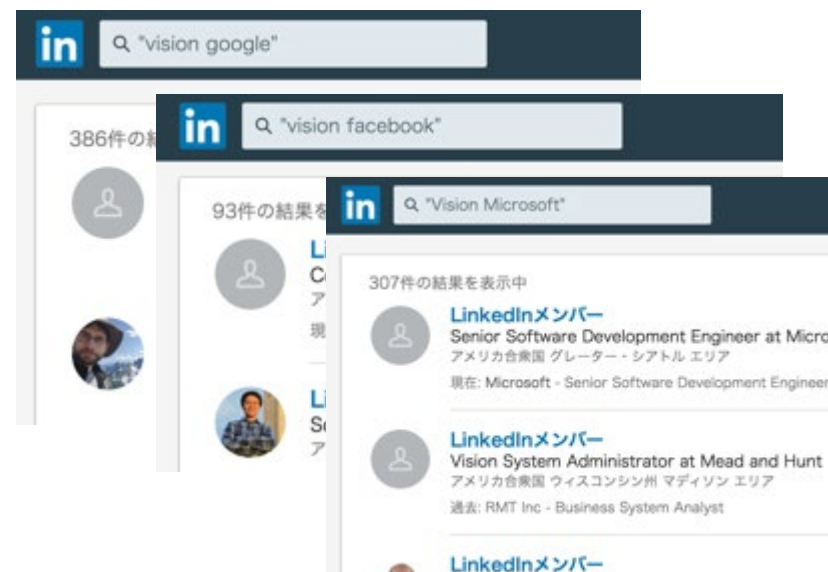 in "vision google"
386件の
in "vision facebook"
93件の結果を
Li
ア
現
Li
ア
in "Vision Microsoft"
307件の結果を表示中
LinkedInメンバー
Senior Software Development Engineer at Micro
アメリカ合衆国 グレーター・シアトル エリア
現在: Microsoft - Senior Software Development Engineer
LinkedInメンバー
Vision System Administrator at Mead and Hunt
アメリカ合衆国 ウィスコンシン州 マディソン エリア
過去: RMT Inc - Business System Analyst
LinkedInメンバー